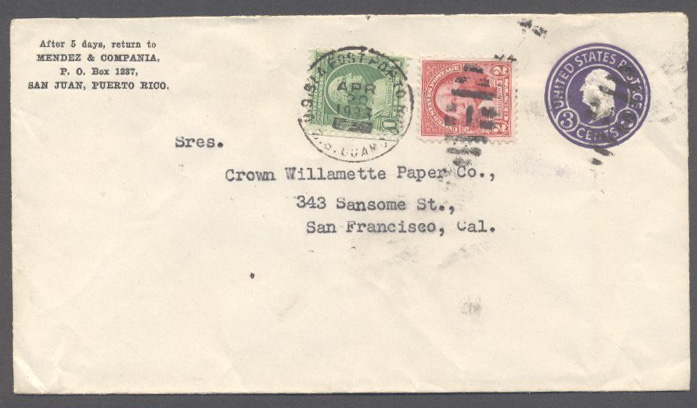 After 5 days, return to
MENDEZ & COMPANIA,
P. O. Box 1237,
SAN JUAN, PUERTO RICO.
APR
UNITED STATES POSTAGE
3 CENTS
Sres.
Crown Willamette Paper Co.,
343 Sansome St.,
San Francisco, Cal.